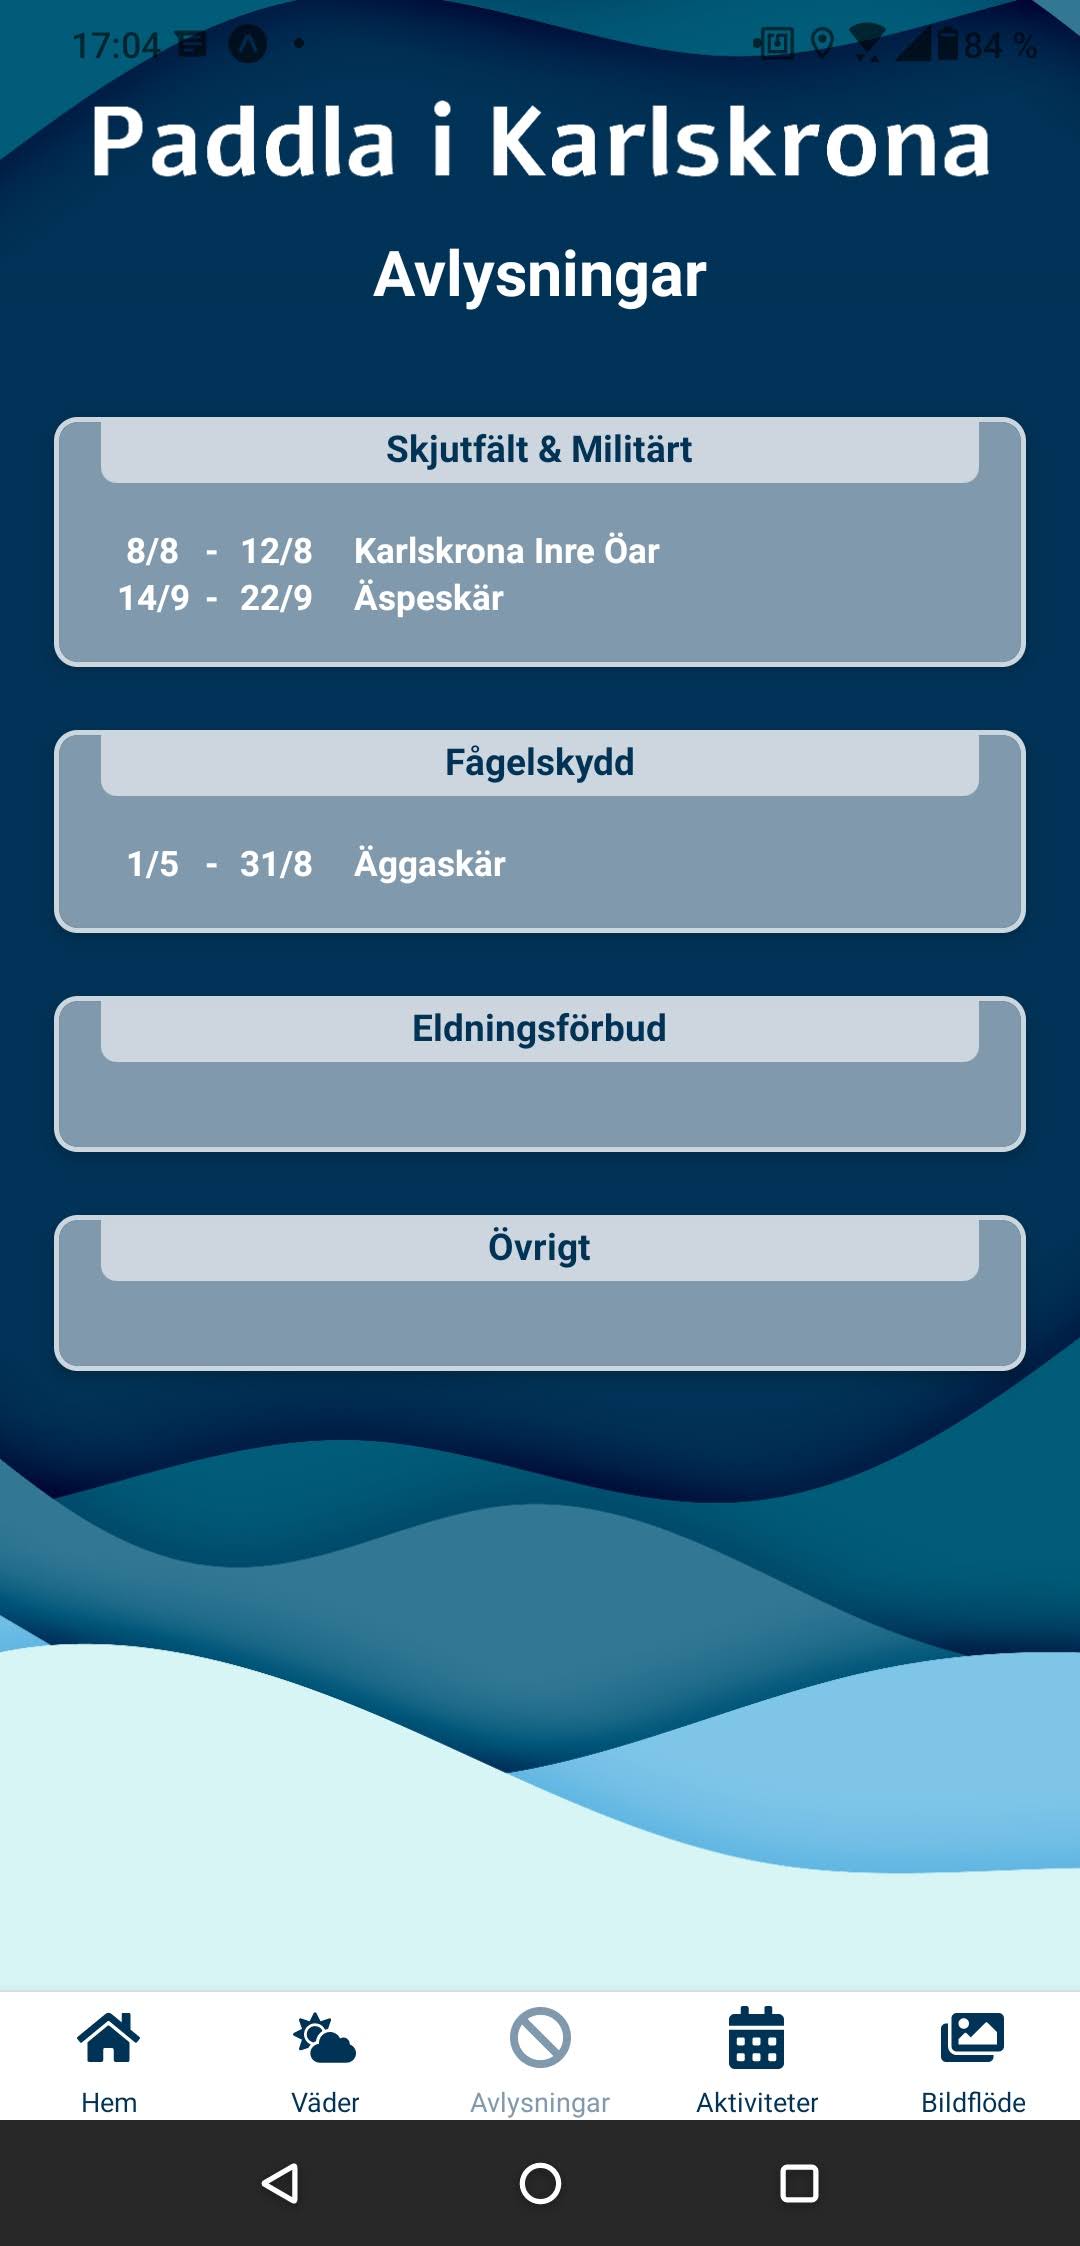 17:04 84 %
Paddla i Karlskrona
Avlysningar
Skjutfält & Militärt
8/8 - 12/8 Karlskrona Inre Öar
14/9 - 22/9 Äspeskär
Fågelskydd
1/5 - 31/8 Äggaskär
Eldningsförbud
Övrigt
Hem Väder Avlysningar Aktiviteter Bildflöde